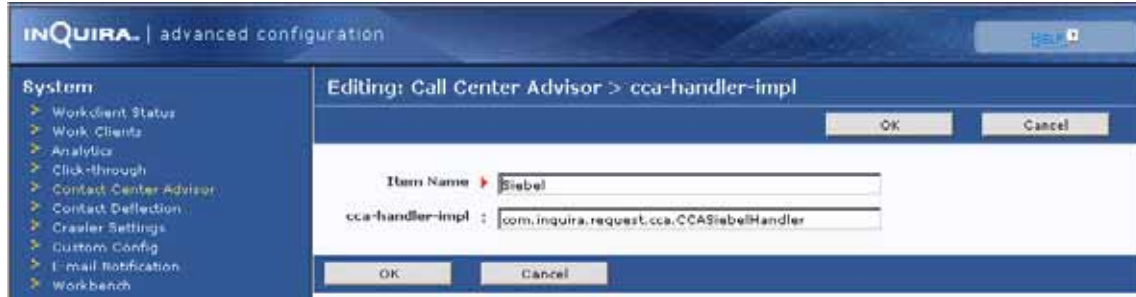 INQUIRA. | advanced configuration
HELP ?
System
Workclient Status
Work Clients
Analytics
Click-through
Contact Center Advisor
Contact Deflection
Crawler Settings
Custom Config
E-mail Notification
Workbench
Editing: Call Center Advisor > cca-handler-impl
OK Cancel
Item Name Siebel
cca-handler-impl : com.inquira.request.cca.CCASiebelHandler
OK Cancel